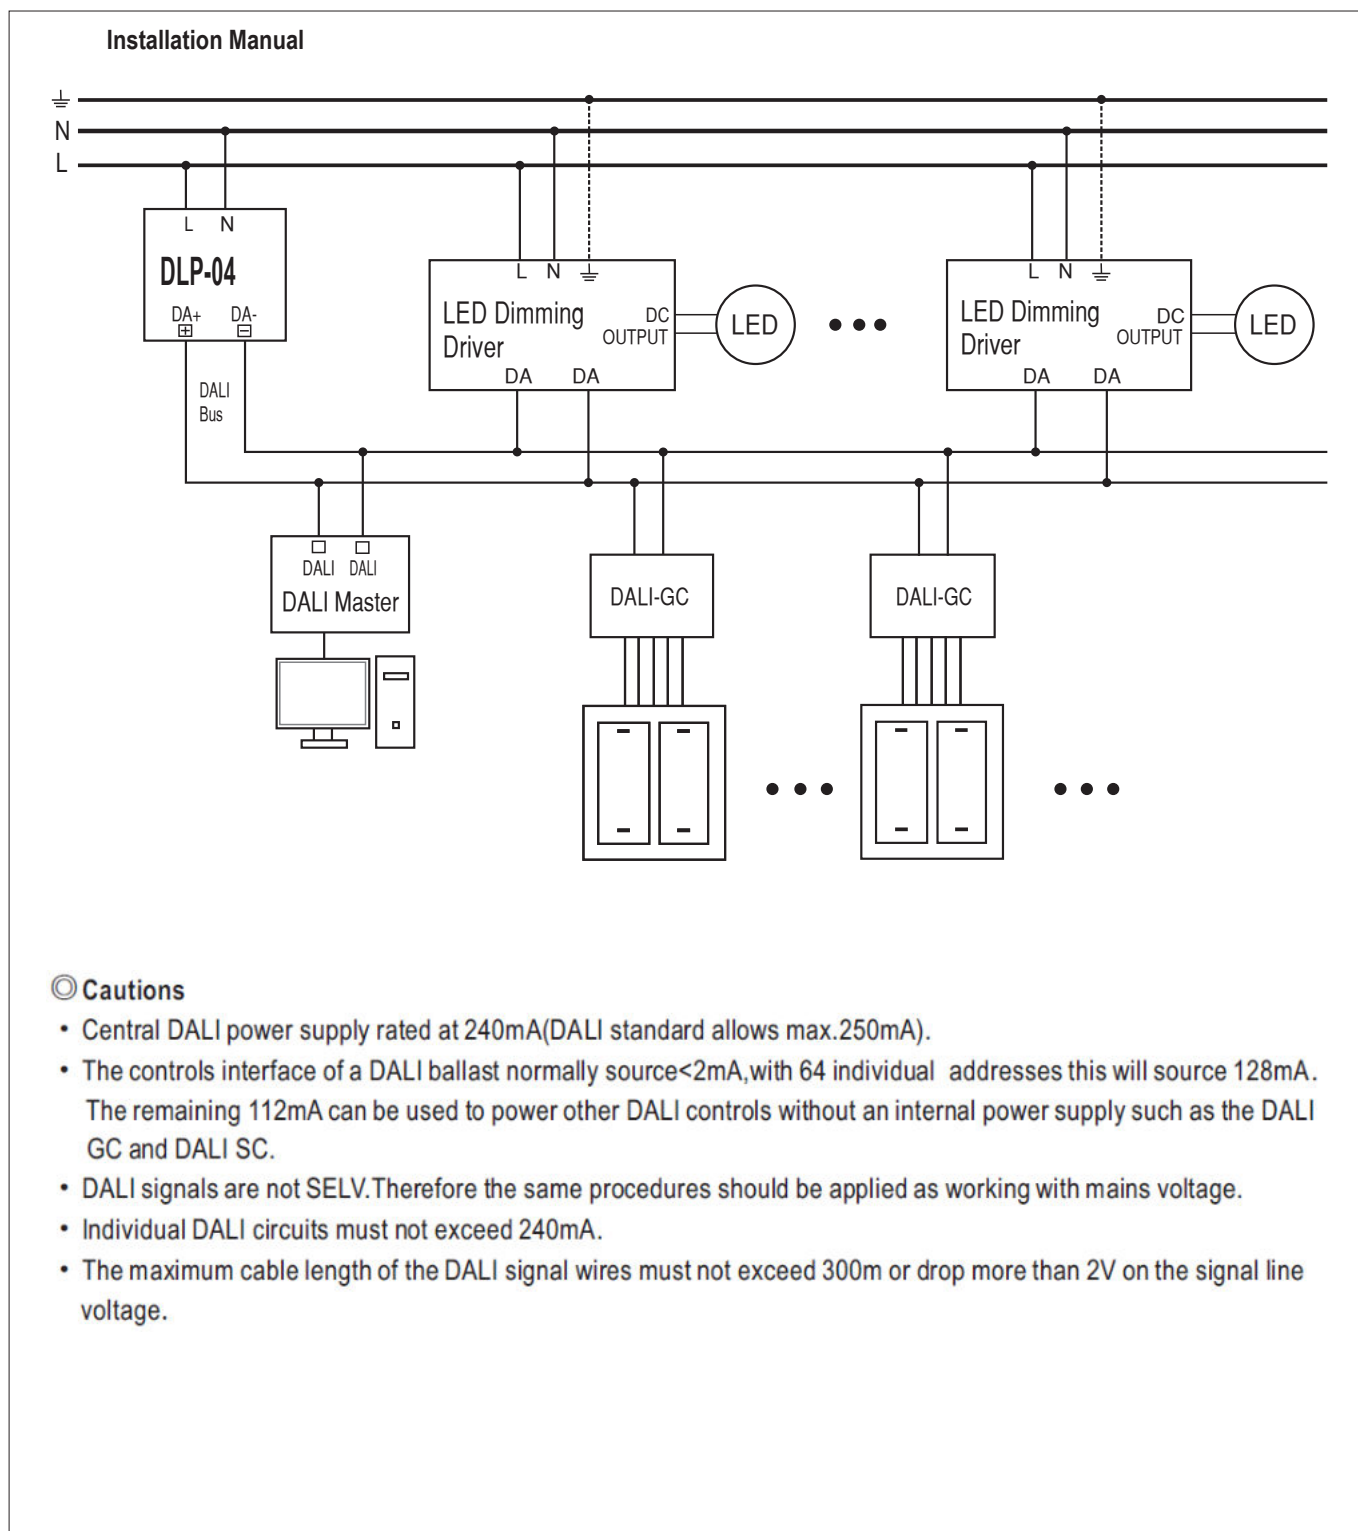 Installation Manual
N
L
L N
DLP-04
DA+ DA-
DALI
Bus
L N
LED Dimming
Driver
DC
OUTPUT
LED
DA DA
L N
LED Dimming
Driver
DC
OUTPUT
LED
DA DA
DALI DALI
DALI Master
DALI-GC
DALI-GC
Cautions
• Central DALI power supply rated at 240mA(DALI standard allows max.250mA).
• The controls interface of a DALI ballast normally source<2mA,with 64 individual addresses this will source 128mA.
The remaining 112mA can be used to power other DALI controls without an internal power supply such as the DALI
GC and DALI SC.
• DALI signals are not SELV.Therefore the same procedures should be applied as working with mains voltage.
• Individual DALI circuits must not exceed 240mA.
• The maximum cable length of the DALI signal wires must not exceed 300m or drop more than 2V on the signal line
voltage.